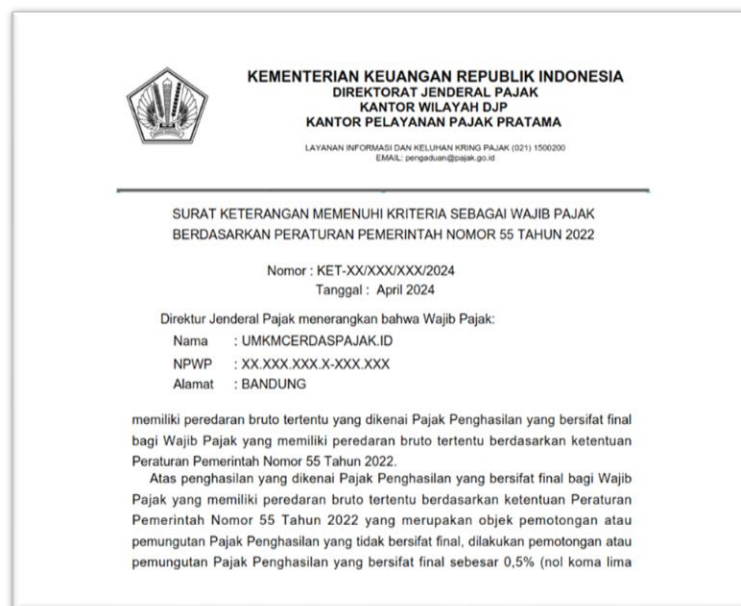 KEMENTERIAN KEUANGAN REPUBLIK INDONESIA
DIREKTORAT JENDERAL PAJAK
KANTOR WILAYAH DJP
KANTOR PELAYANAN PAJAK PRATAMA
LAYANAN INFORMASI DAN KELUHAN KRING PAJAK (021) 1500200
EMAIL: pengaduan@pajak.go.id
SURAT KETERANGAN MEMENUHI KRITERIA SEBAGAI WAJIB PAJAK
BERDASARKAN PERATURAN PEMERINTAH NOMOR 55 TAHUN 2022
Nomor : KET-XX/XXX/XXX/2024
Tanggal : April 2024
Direktur Jenderal Pajak menerangkan bahwa Wajib Pajak:
Nama : UMKMCERDASPAJAK.ID
NPWP : XX.XXX.XXX.X-XXX.XXX
Alamat : BANDUNG
memiliki peredaran bruto tertentu yang dikenai Pajak Penghasilan yang bersifat final
bagi Wajib Pajak yang memiliki peredaran bruto tertentu berdasarkan ketentuan
Peraturan Pemerintah Nomor 55 Tahun 2022.
Atas penghasilan yang dikenai Pajak Penghasilan yang bersifat final bagi Wajib
Pajak yang memiliki peredaran bruto tertentu berdasarkan ketentuan Peraturan
Pemerintah Nomor 55 Tahun 2022 yang merupakan objek pemotongan atau
pemungutan Pajak Penghasilan yang tidak bersifat final, dilakukan pemotongan atau
pemungutan Pajak Penghasilan yang bersifat final sebesar 0,5% (nol koma lima